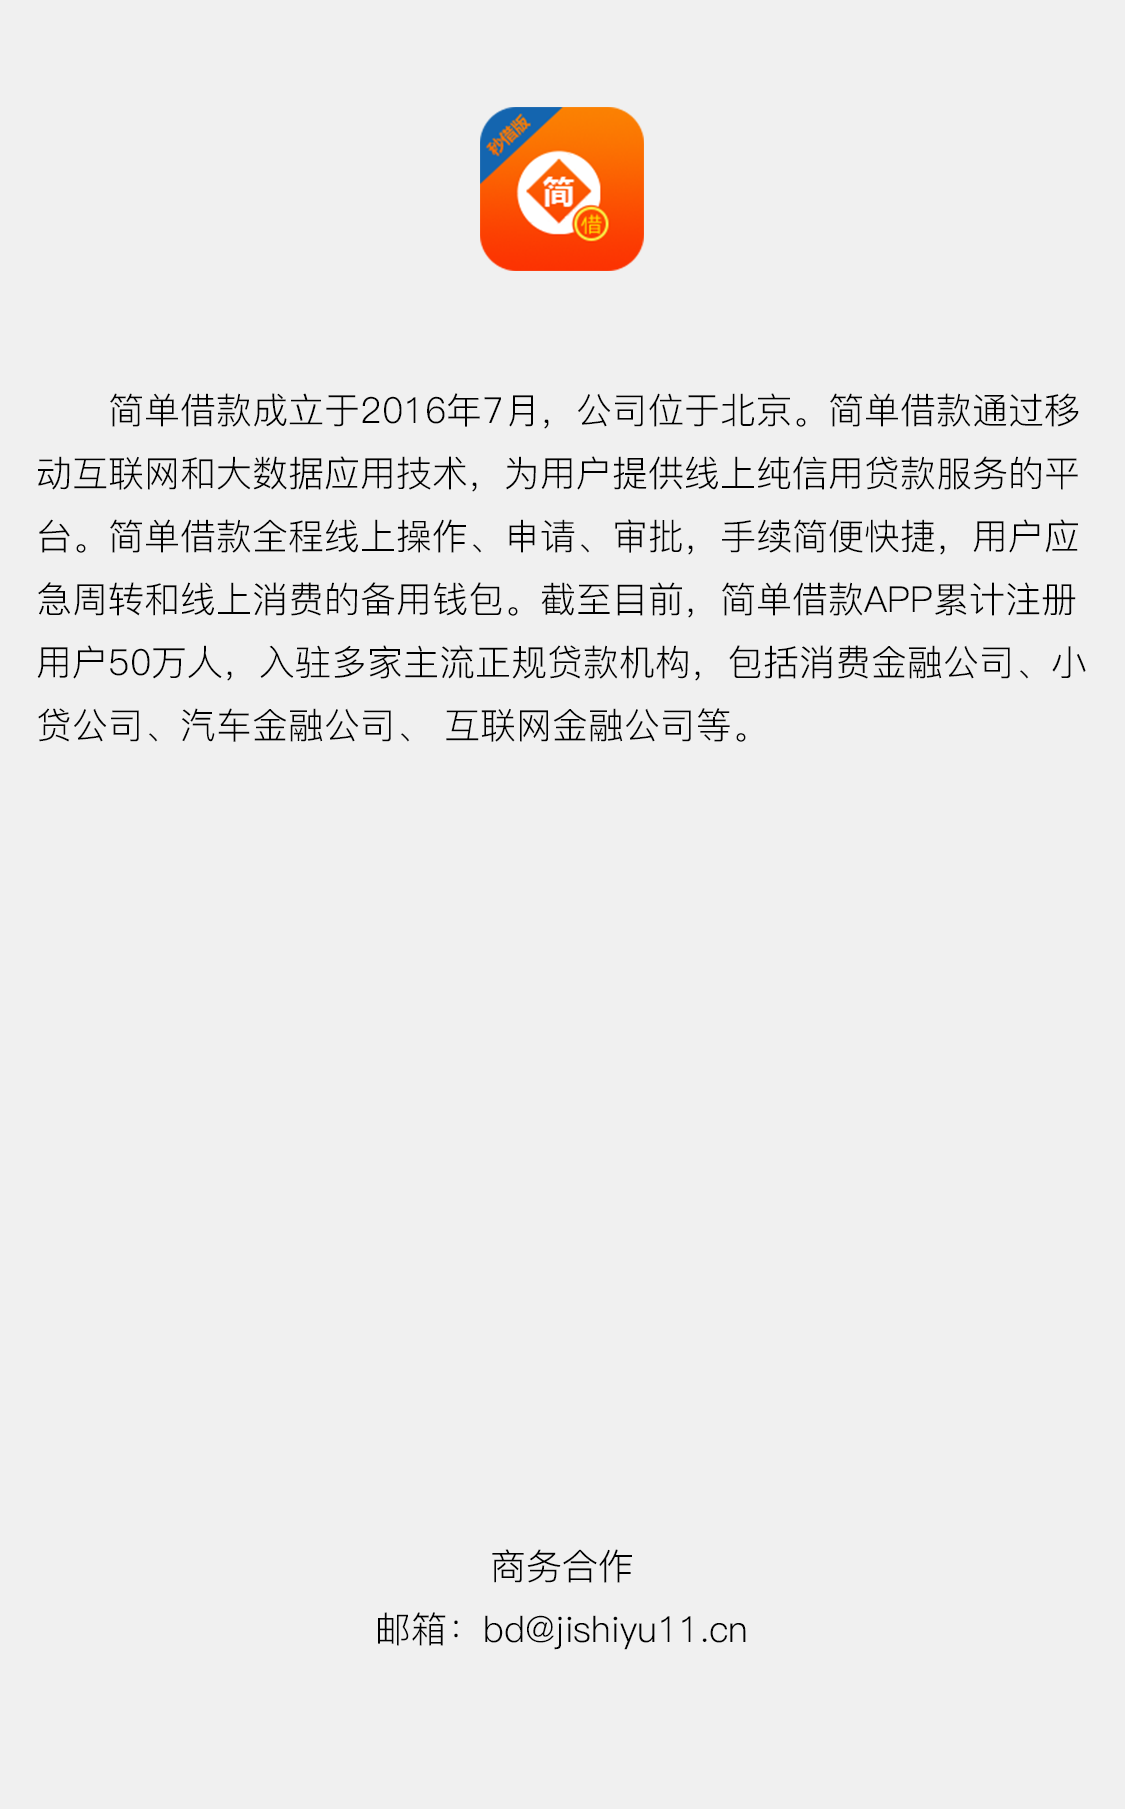 秒借版
简
借
简单借款成立于2016年7月，公司位于北京。简单借款通过移
动互联网和大数据应用技术，为用户提供线上纯信用贷款服务的平
台。简单借款全程线上操作、申请、审批，手续简便快捷，用户应
急周转和线上消费的备用钱包。截至目前，简单借款APP累计注册
用户50万人，入驻多家主流正规贷款机构，包括消费金融公司、小
贷公司、汽车金融公司、 互联网金融公司等。
商务合作
邮箱：bd@jishiyu11.cn